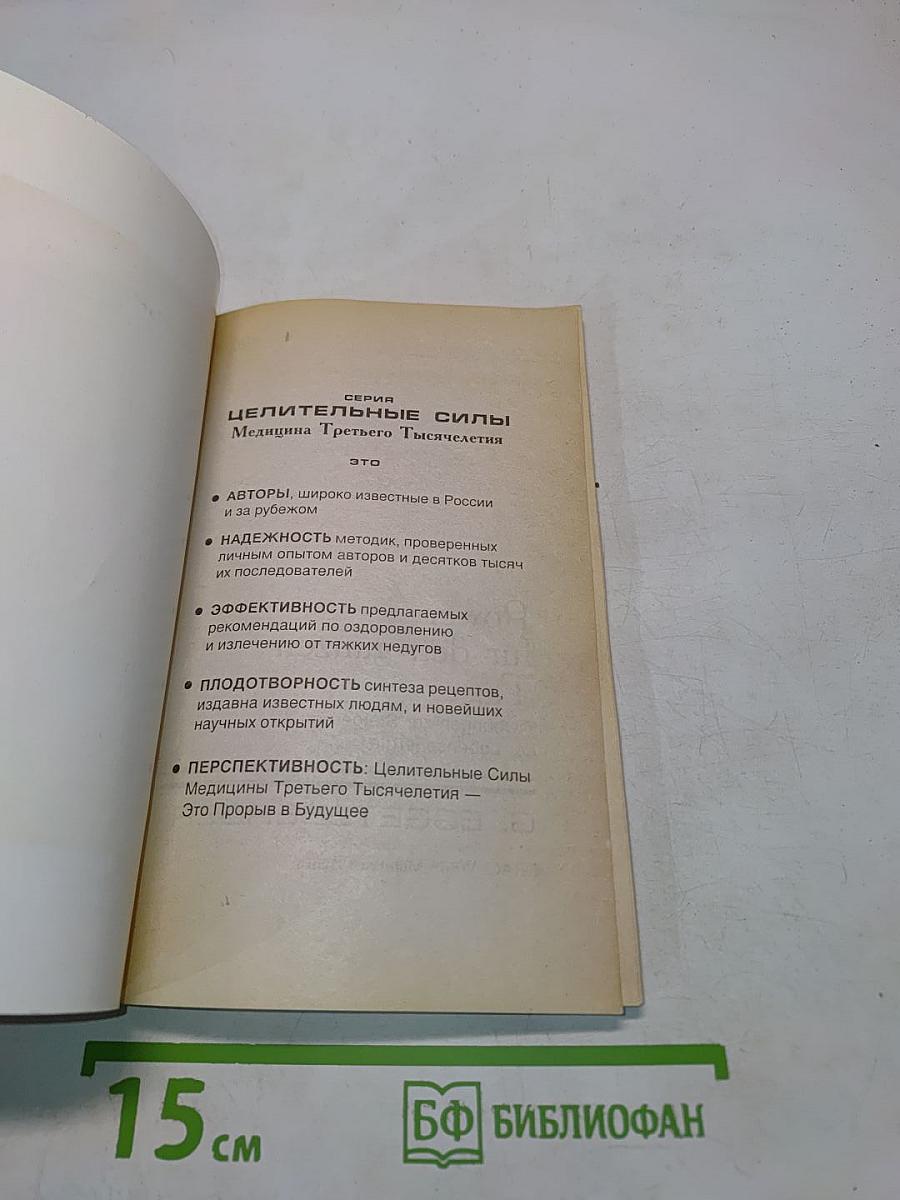 СЕРИЯ
ЦЕЛИТЕЛЬНЫЕ СИЛЫ
Медицина Третьего Тысячелетия
ЭТО
• АВТОРЫ, широко известные в России
и за рубежом
• НАДЕЖНОСТЬ методик, проверенных
личным опытом авторов и десятков тысяч
их последователей
• ЭФФЕКТИВНОСТЬ предлагаемых
рекомендаций по оздоровлению
и излечению от тяжких недугов
• ПЛОДОТВОРНОСТЬ синтеза рецептов,
издавна известных людям, и новейших
научных открытий
• ПЕРСПЕКТИВНОСТЬ: Целительные Силы
Медицины Третьего Тысячелетия —
Это Прорыв в Будущее
15 см
БФ БИБЛИОФАН